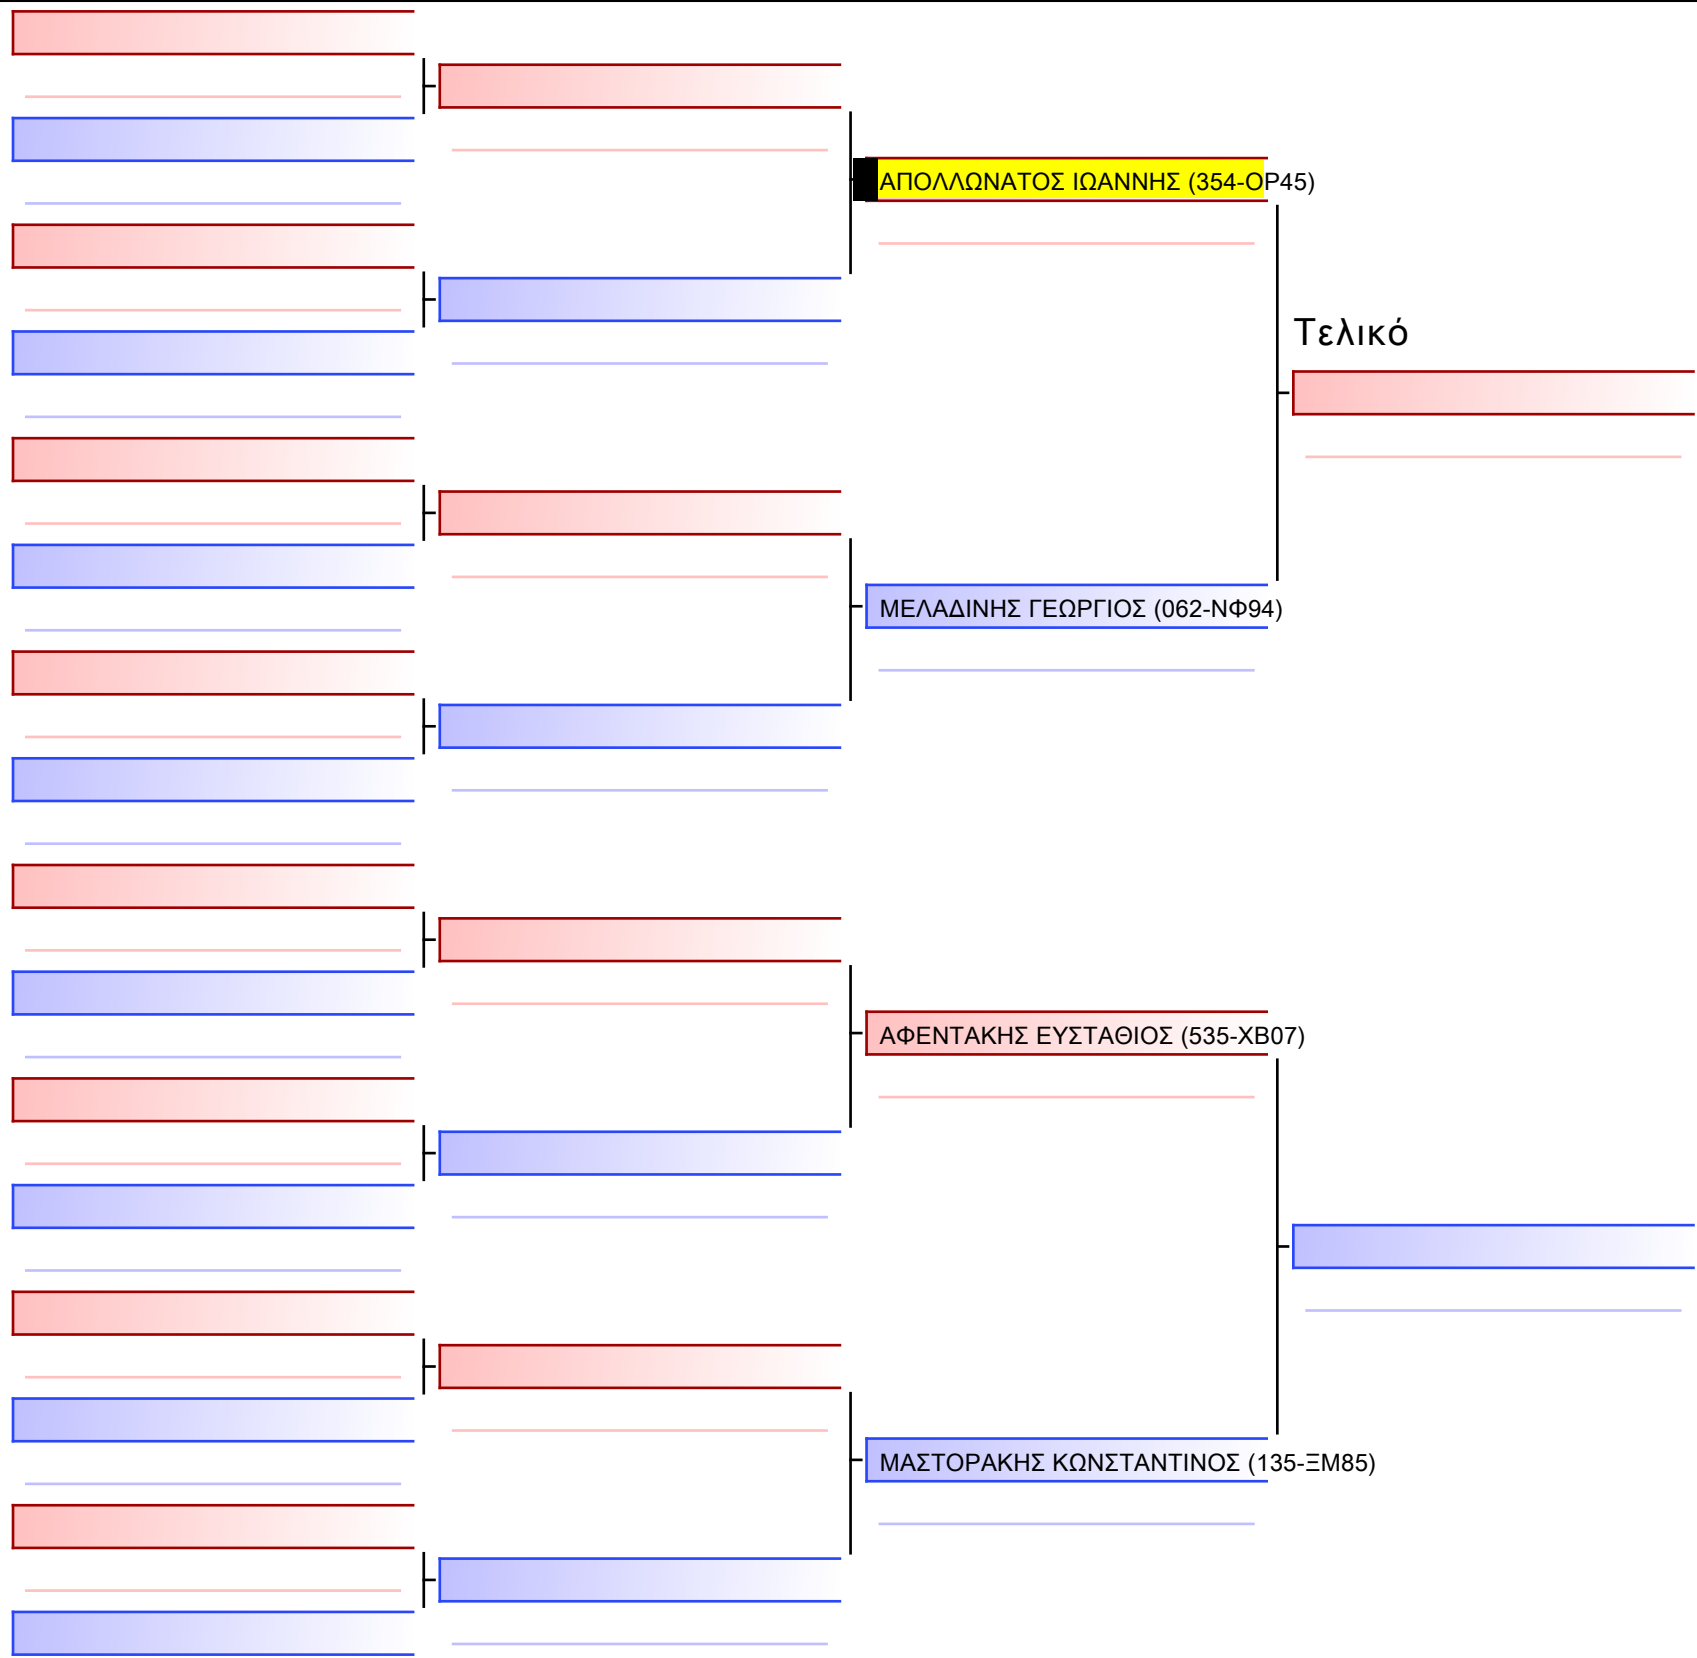 ΑΠΟΛΛΩΝΑΤΟΣ ΙΩΑΝΝΗΣ (354-ΟΡ45)
Τελικό
ΜΕΛΑΔΙΝΗΣ ΓΕΩΡΓΙΟΣ (062-ΝΦ94)
ΑΦΕΝΤΑΚΗΣ ΕΥΣΤΑΘΙΟΣ (535-ΧΒ07)
ΜΑΣΤΟΡΑΚΗΣ ΚΩΝΣΤΑΝΤΙΝΟΣ (135-ΞΜ85)